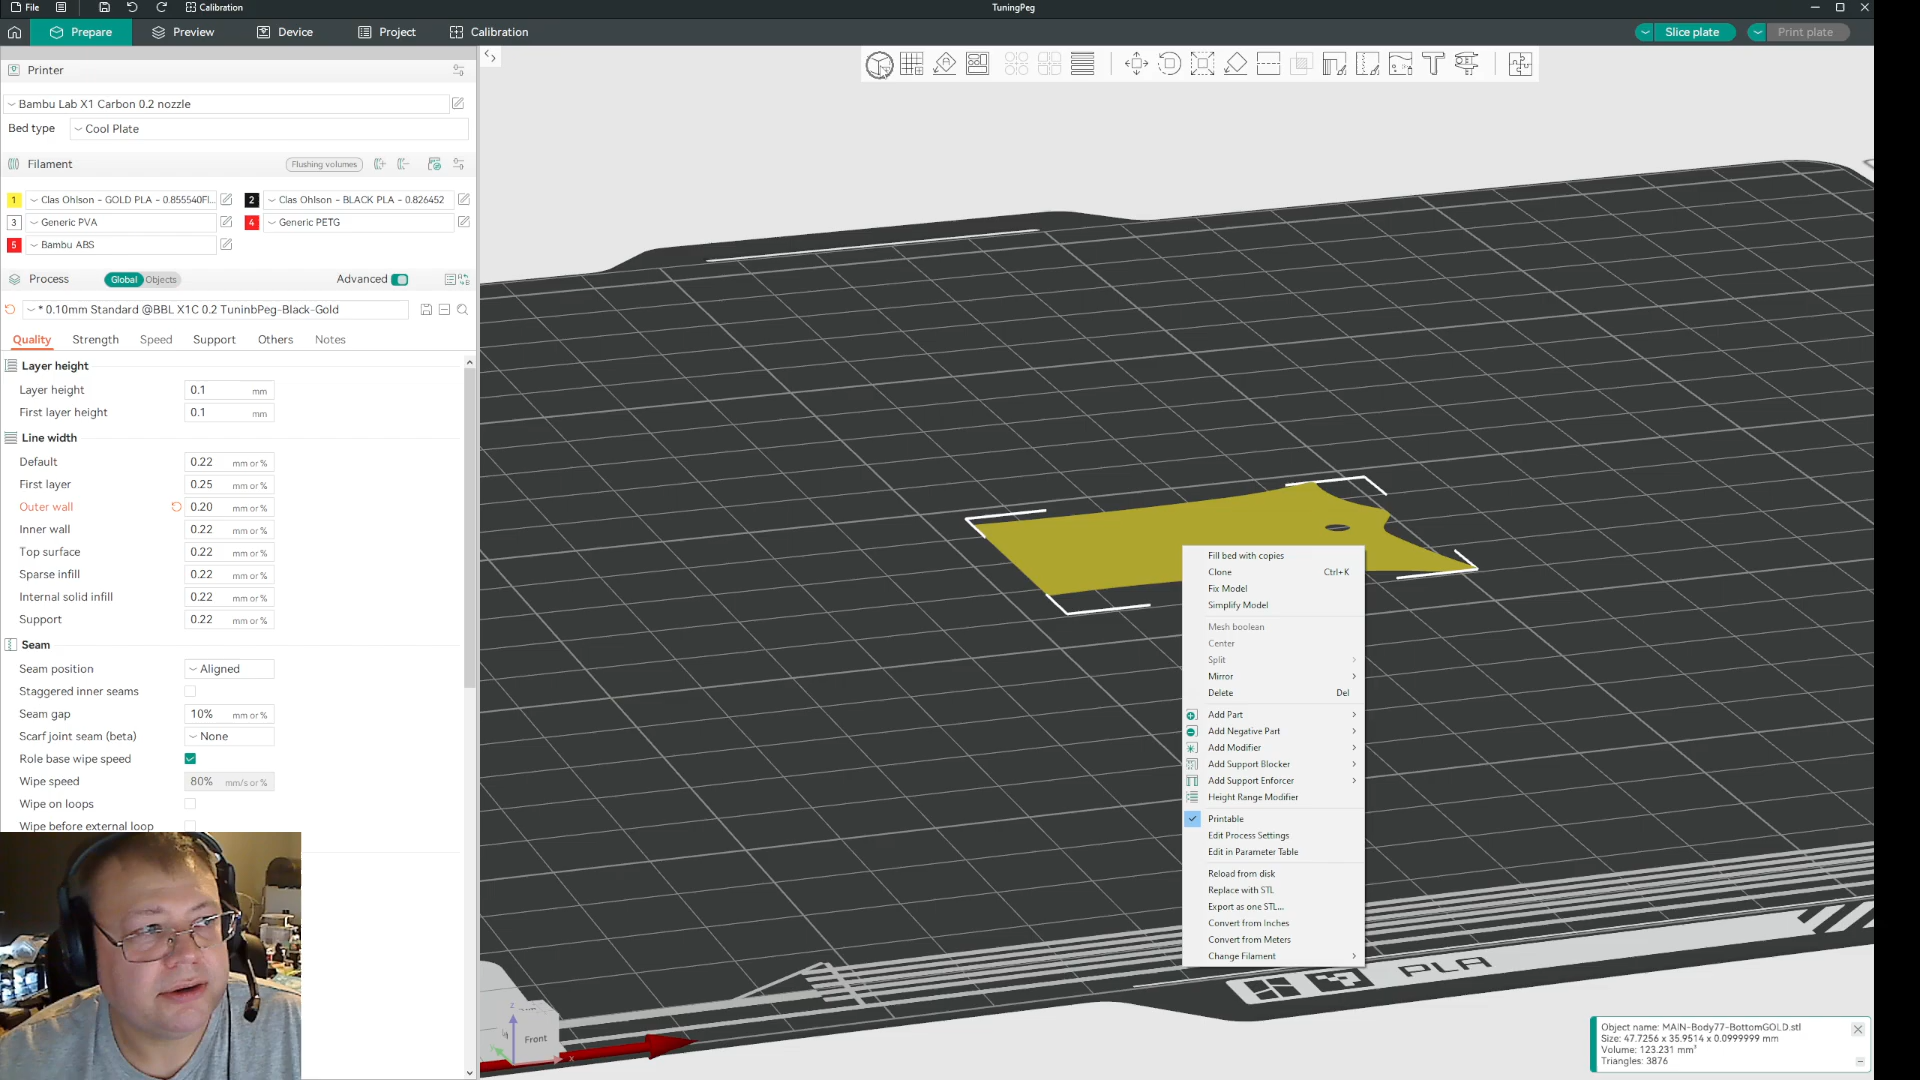 File
Calibration
TuningPeg
Prepare
Preview
Device
Project
Calibration
Slice plate
Print plate
Printer
Bambu Lab X1 Carbon 0.2 nozzle
Bed type
Cool Plate
Filament
Flushing volumes
1
Clas Ohlson - GOLD PLA - 0.855540Fl...
2
Clas Ohlson - BLACK PLA - 0.826452
3
Generic PVA
4
Generic PETG
5
Bambu ABS
Process
Global
Objects
Advanced
* 0.10mm Standard @BBL X1C 0.2 TuninbPeg-Black-Gold
Quality
Strength
Speed
Support
Others
Notes
Layer height
Layer height
0.1
mm
First layer height
0.1
mm
Line width
Default
0.22
mm or %
First layer
0.25
mm or %
Outer wall
0.20
mm or %
Inner wall
0.22
mm or %
Top surface
0.22
mm or %
Sparse infill
0.22
mm or %
Internal solid infill
0.22
mm or %
Support
0.22
mm or %
Seam
Seam position
Aligned
Staggered inner seams
Seam gap
10%
mm or %
Scarf joint seam (beta)
None
Role base wipe speed
Wipe speed
80%
mm/s or %
Wipe on loops
Wipe before external loop
Fill bed with copies
Clone
Ctrl+K
Fix Model
Simplify Model
Mesh boolean
Center
Split
Mirror
Delete
Del
Add Part
Add Negative Part
Add Modifier
Add Support Blocker
Add Support Enforcer
Height Range Modifier
Printable
Edit Process Settings
Edit in Parameter Table
Reload from disk
Replace with STL
Export as one STL...
Convert from Inches
Convert from Meters
Change Filament
PLA
Front
z
x
Object name: MAIN-Body77-BottomGOLD.stl
Size: 47.7256 x 35.9514 x 0.0999999 mm
Volume: 123.231 mm³
Triangles: 3876